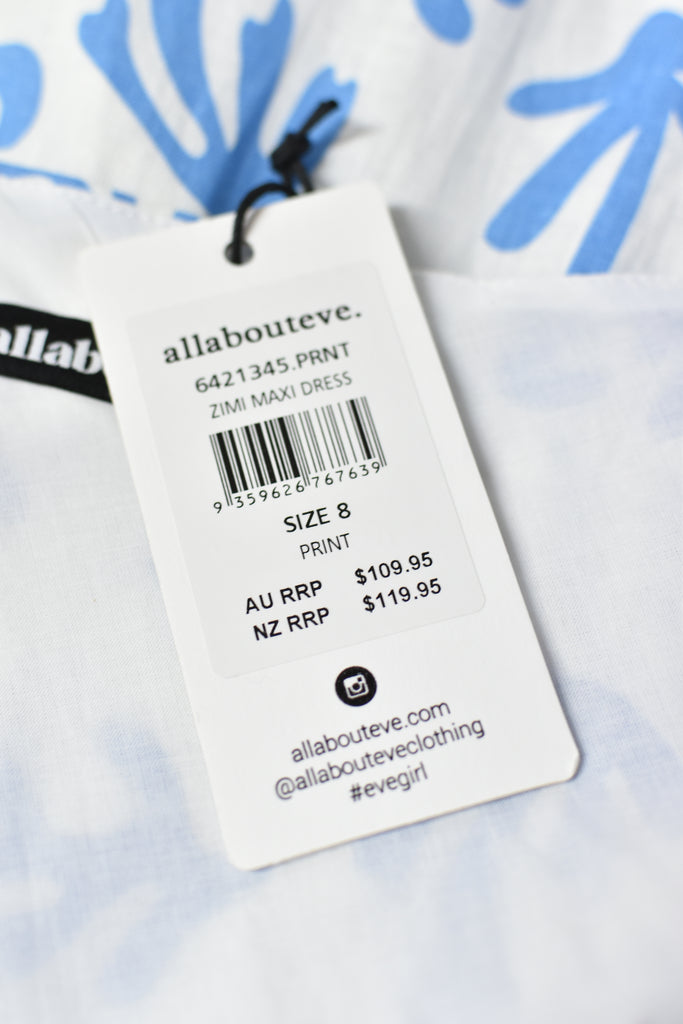 allab
allabouteve.
6421345.PRNT
ZIMI MAXI DRESS
9 359626 767639
SIZE 8
PRINT
AU RRP $109.95
NZ RRP $119.95
allabouteve.com
@allabouteveclothing
#evegirl